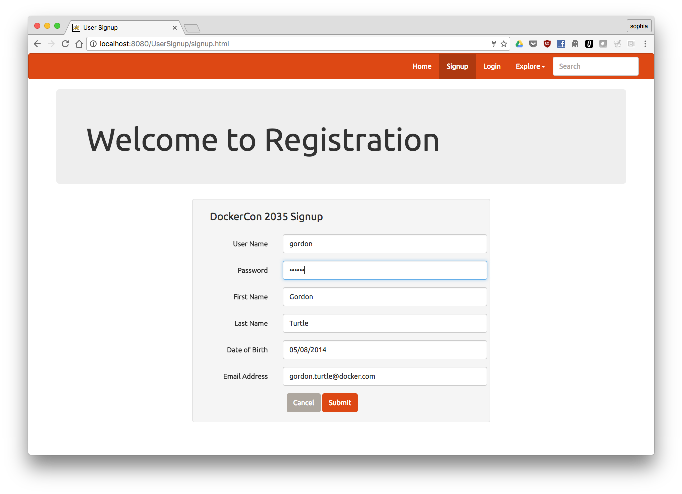 User Signup
sophia
localhost:8080/UserSignup/signup.html
Home Signup Login Explore Search
Welcome to Registration
DockerCon 2035 Signup
User Name gordon
Password ••••••
First Name Gordon
Last Name Turtle
Date of Birth 05/08/2014
Email Address gordon.turtle@docker.com
Cancel Submit